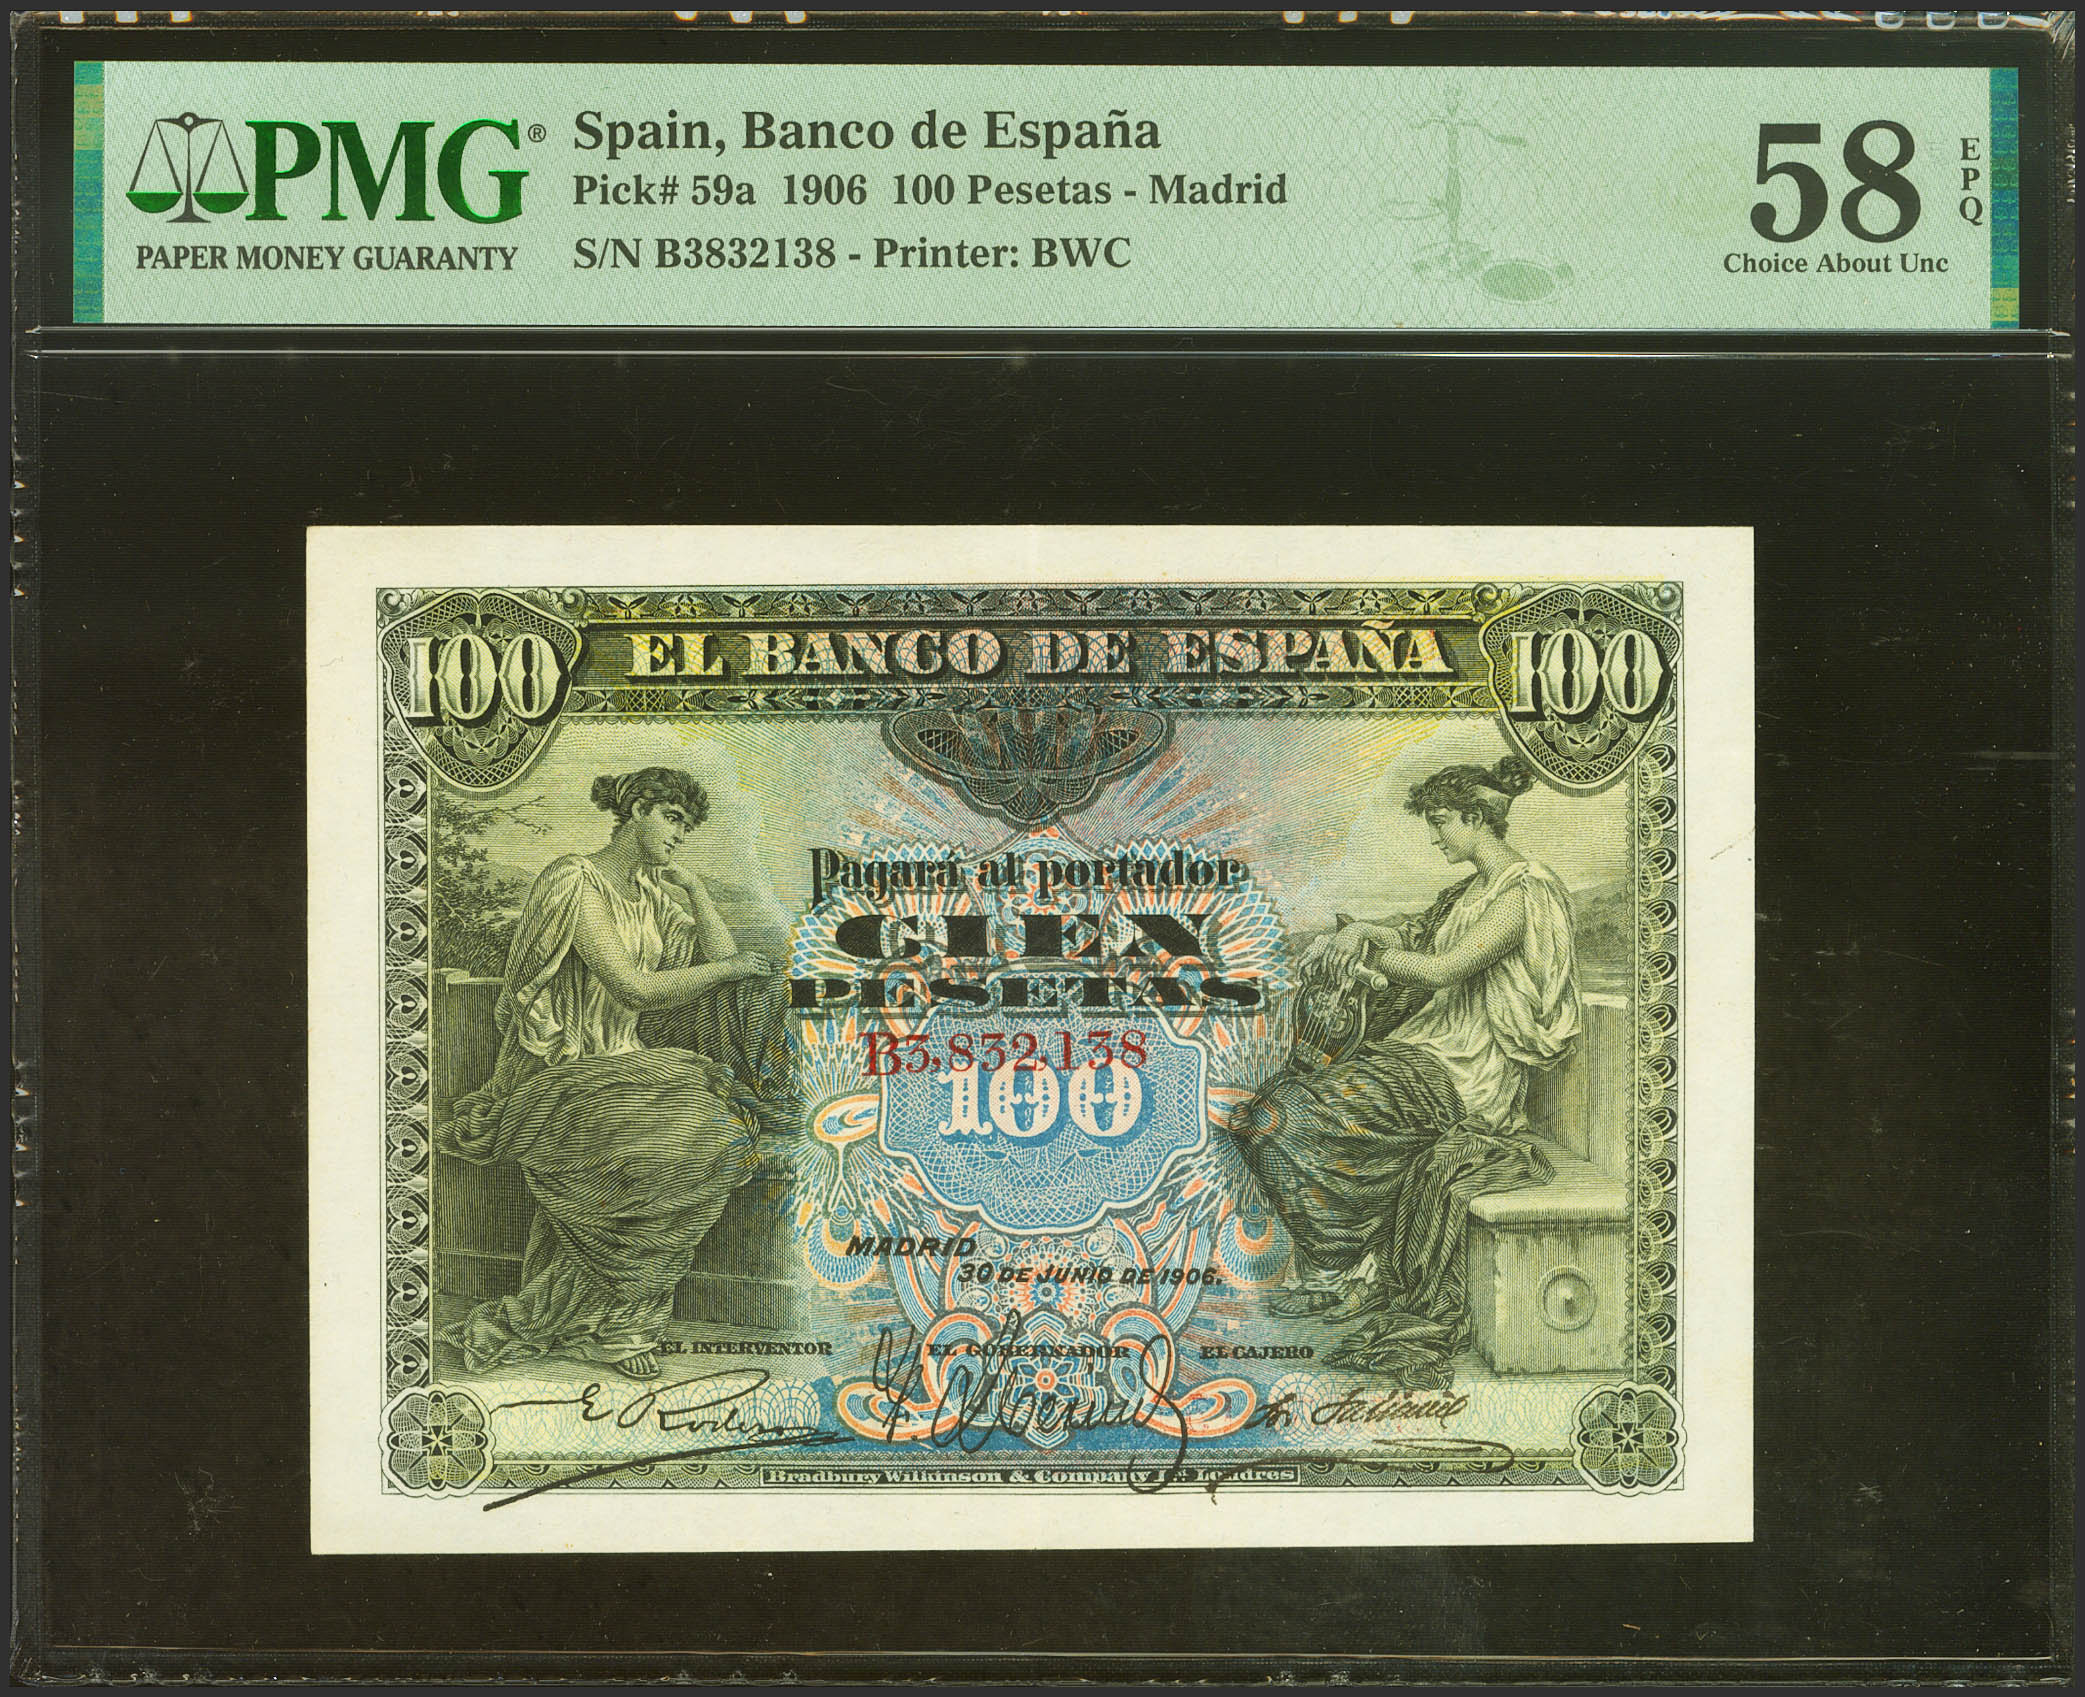 PMG®
PAPER MONEY GUARANTY
Spain, Banco de España
Pick# 59a 1906 100 Pesetas - Madrid
S/N B3832138 - Printer: BWC
58
EPQ
Choice About Unc
100
EL BANCO DE ESPAÑA
100
Pagará al portador
CIEN
PESETAS
B3,832,138
100
MADRID
30 DE JUNIO DE 1906.
EL INTERVENTOR
EL GOBERNADOR
EL CAJERO
Bradbury Wilkinson & Company Ld. Londres